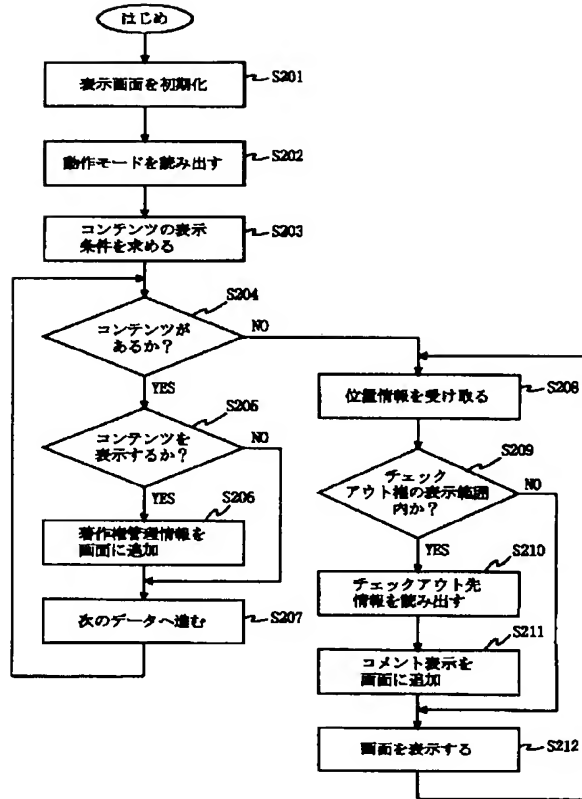 はじめ
表示画面を初期化
S201
動作モードを読み出す
S202
コンテンツの表示
条件を求める
S203
S204
コンテンツが
あるか？
NO
YES
S205
コンテンツを
表示するか？
NO
YES
S206
著作権管理情報を
画面に追加
次のデータへ進む
S207
位置情報を受け取る
S208
S209
チェック
アウト権の表示範囲
内か？
NO
YES
S210
チェックアウト先
情報を読み出す
S211
コメント表示を
画面に追加
画面を表示する
S212